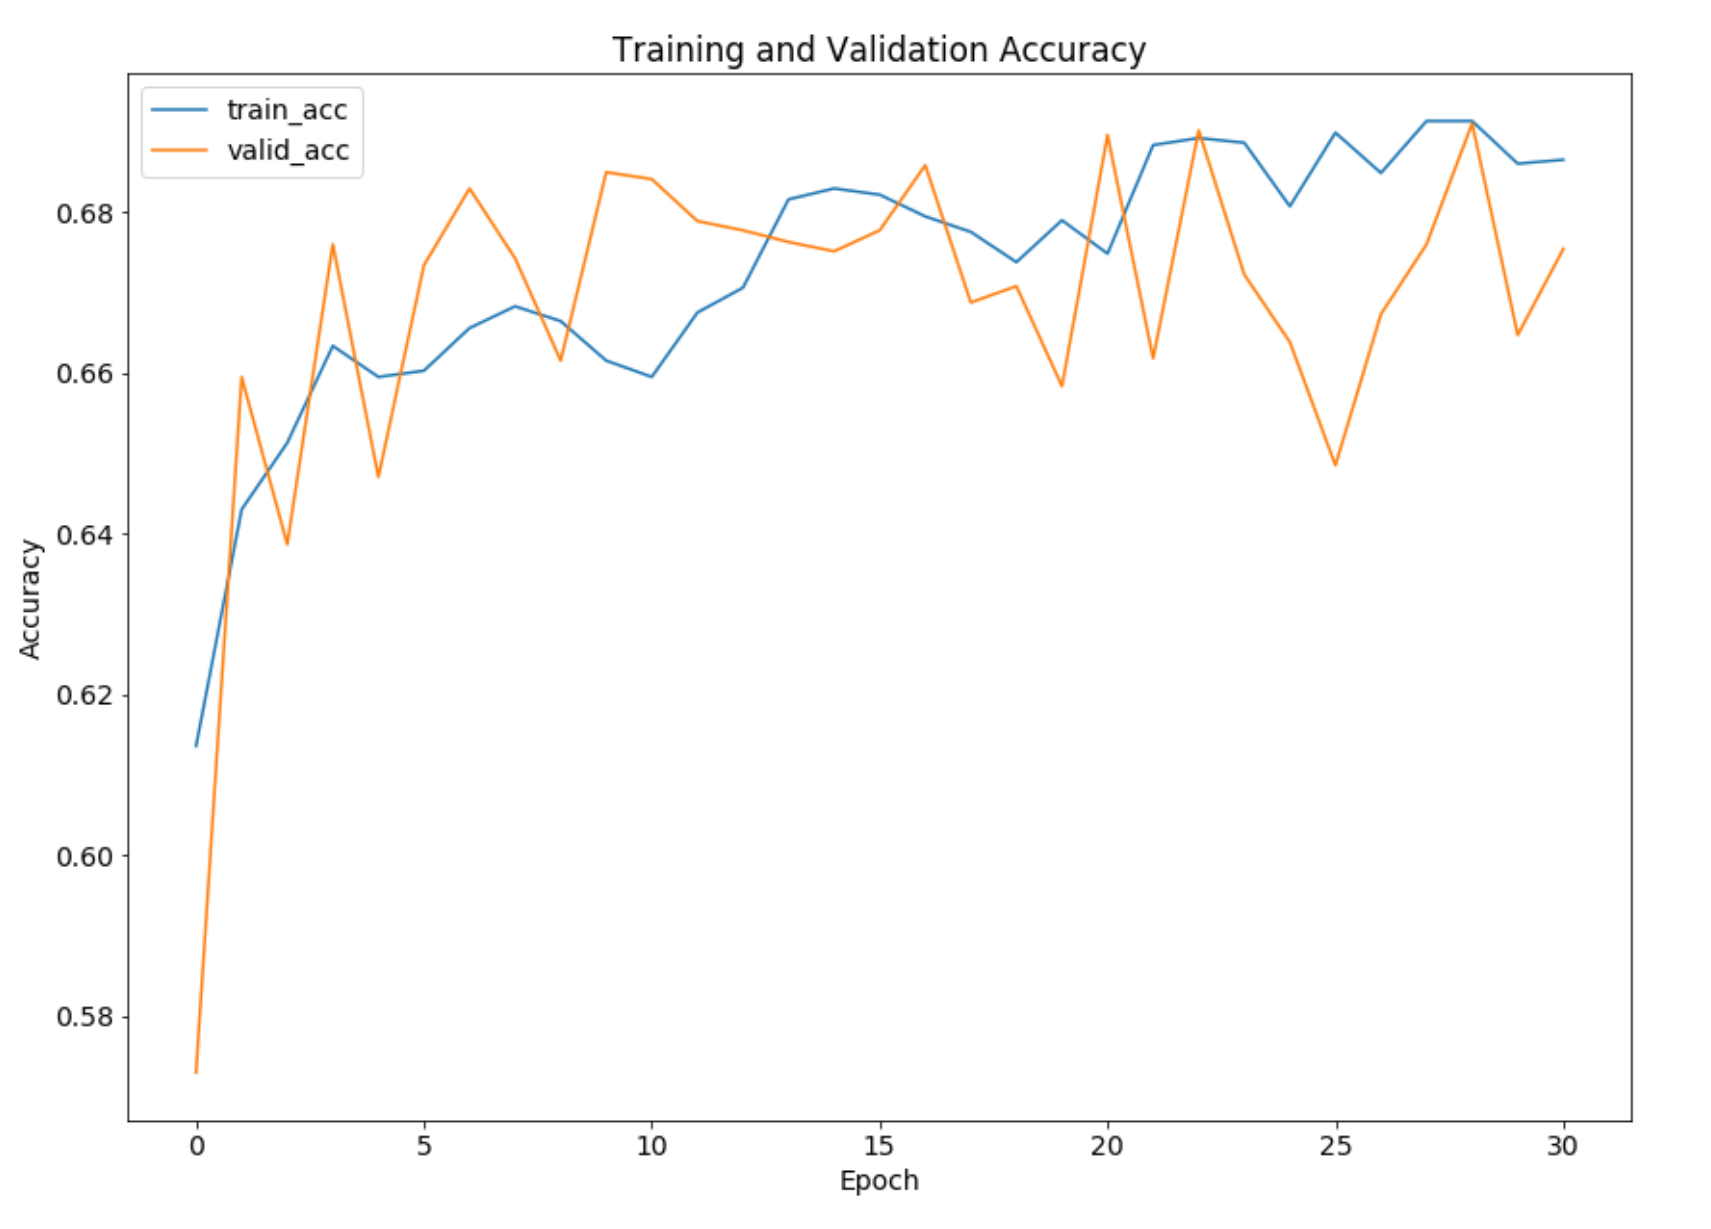 Training and Validation Accuracy
train_acc
valid_acc
0.68
0.66
0.64
0.62
0.60
0.58
Accuracy
0 5 10 15 20 25 30
Epoch